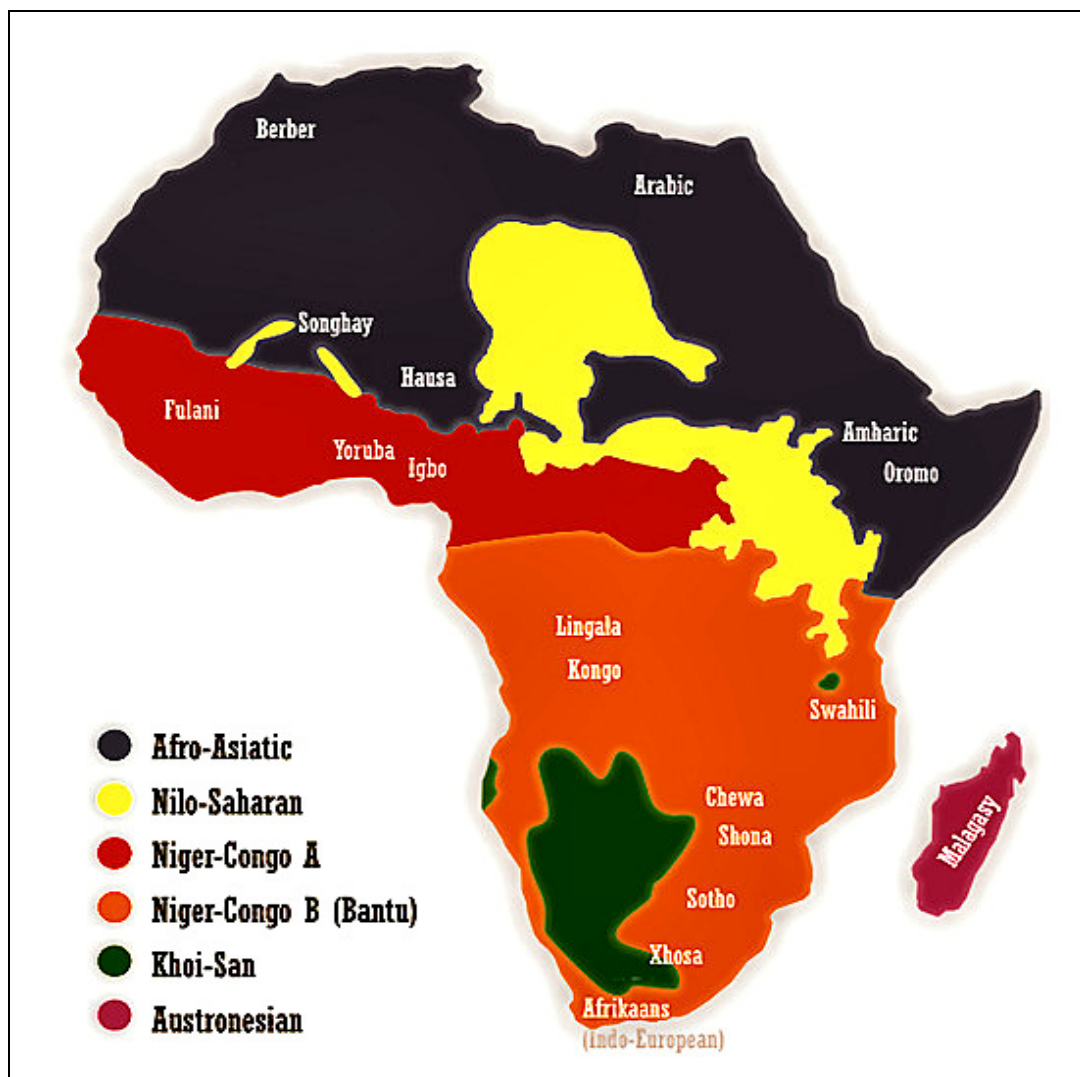 Berber
Arabic
Songhay
Hausa
Fulani
Yoruba
Igbo
Amharic
Oromo
Lingala
Kongo
Swahili
Chewa
Shona
Malagasy
Sotho
Xhosa
Afrikaans
(Indo-European)
Afro-Asiatic
Nilo-Saharan
Niger-Congo A
Niger-Congo B (Bantu)
Khoi-San
Austronesian